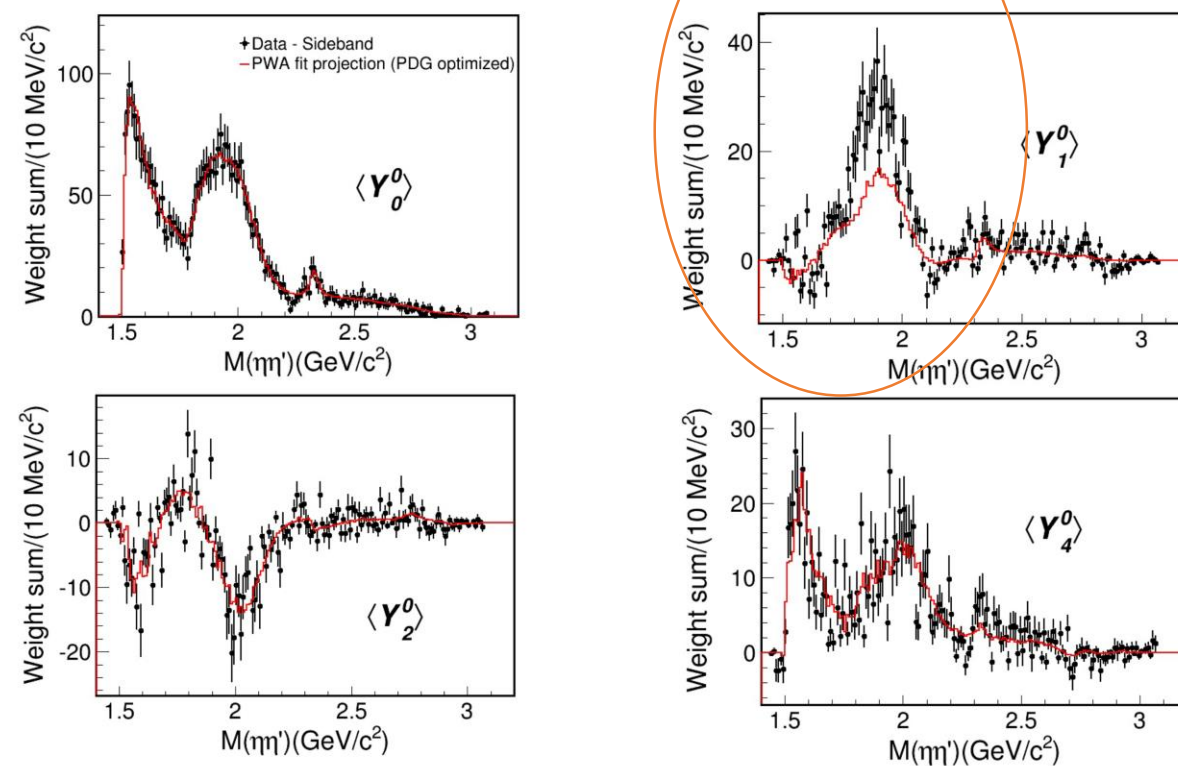 Weight sum/(10 MeV/c²)
100
50
0
Data - Sideband
PWA fit projection (PDG optimized)
⟨Y⁰₀⟩
1.5 2 2.5 3
M(ηη')(GeV/c²)
Weight sum/(10 MeV/c²)
40
20
0
⟨Y⁰₁⟩
1.5 2 2.5 3
M(ηη')(GeV/c²)
Weight sum/(10 MeV/c²)
10
0
-10
-20
⟨Y⁰₂⟩
1.5 2 2.5 3
M(ηη')(GeV/c²)
Weight sum/(10 MeV/c²)
30
20
10
0
⟨Y⁰₄⟩
1.5 2 2.5 3
M(ηη')(GeV/c²)